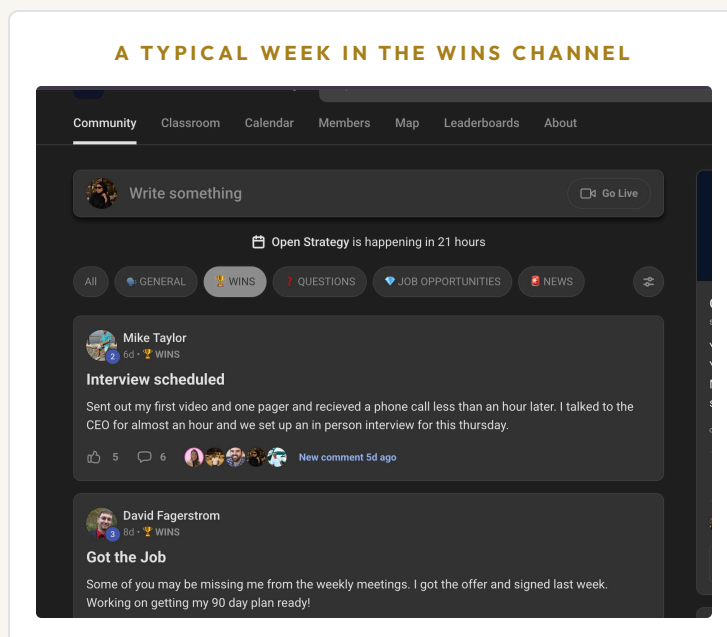 A TYPICAL WEEK IN THE WINS CHANNEL
Community Classroom Calendar Members Map Leaderboards About
Write something
Go Live
Open Strategy is happening in 21 hours
All GENERAL WINS QUESTIONS JOB OPPORTUNITIES NEWS
Mike Taylor
2
6d • WINS
Interview scheduled
Sent out my first video and one pager and recieved a phone call less than an hour later. I talked to the
CEO for almost an hour and we set up an in person interview for this thursday.
5 6 New comment 5d ago
David Fagerstrom
3
8d • WINS
Got the Job
Some of you may be missing me from the weekly meetings. I got the offer and signed last week.
Working on getting my 90 day plan ready!